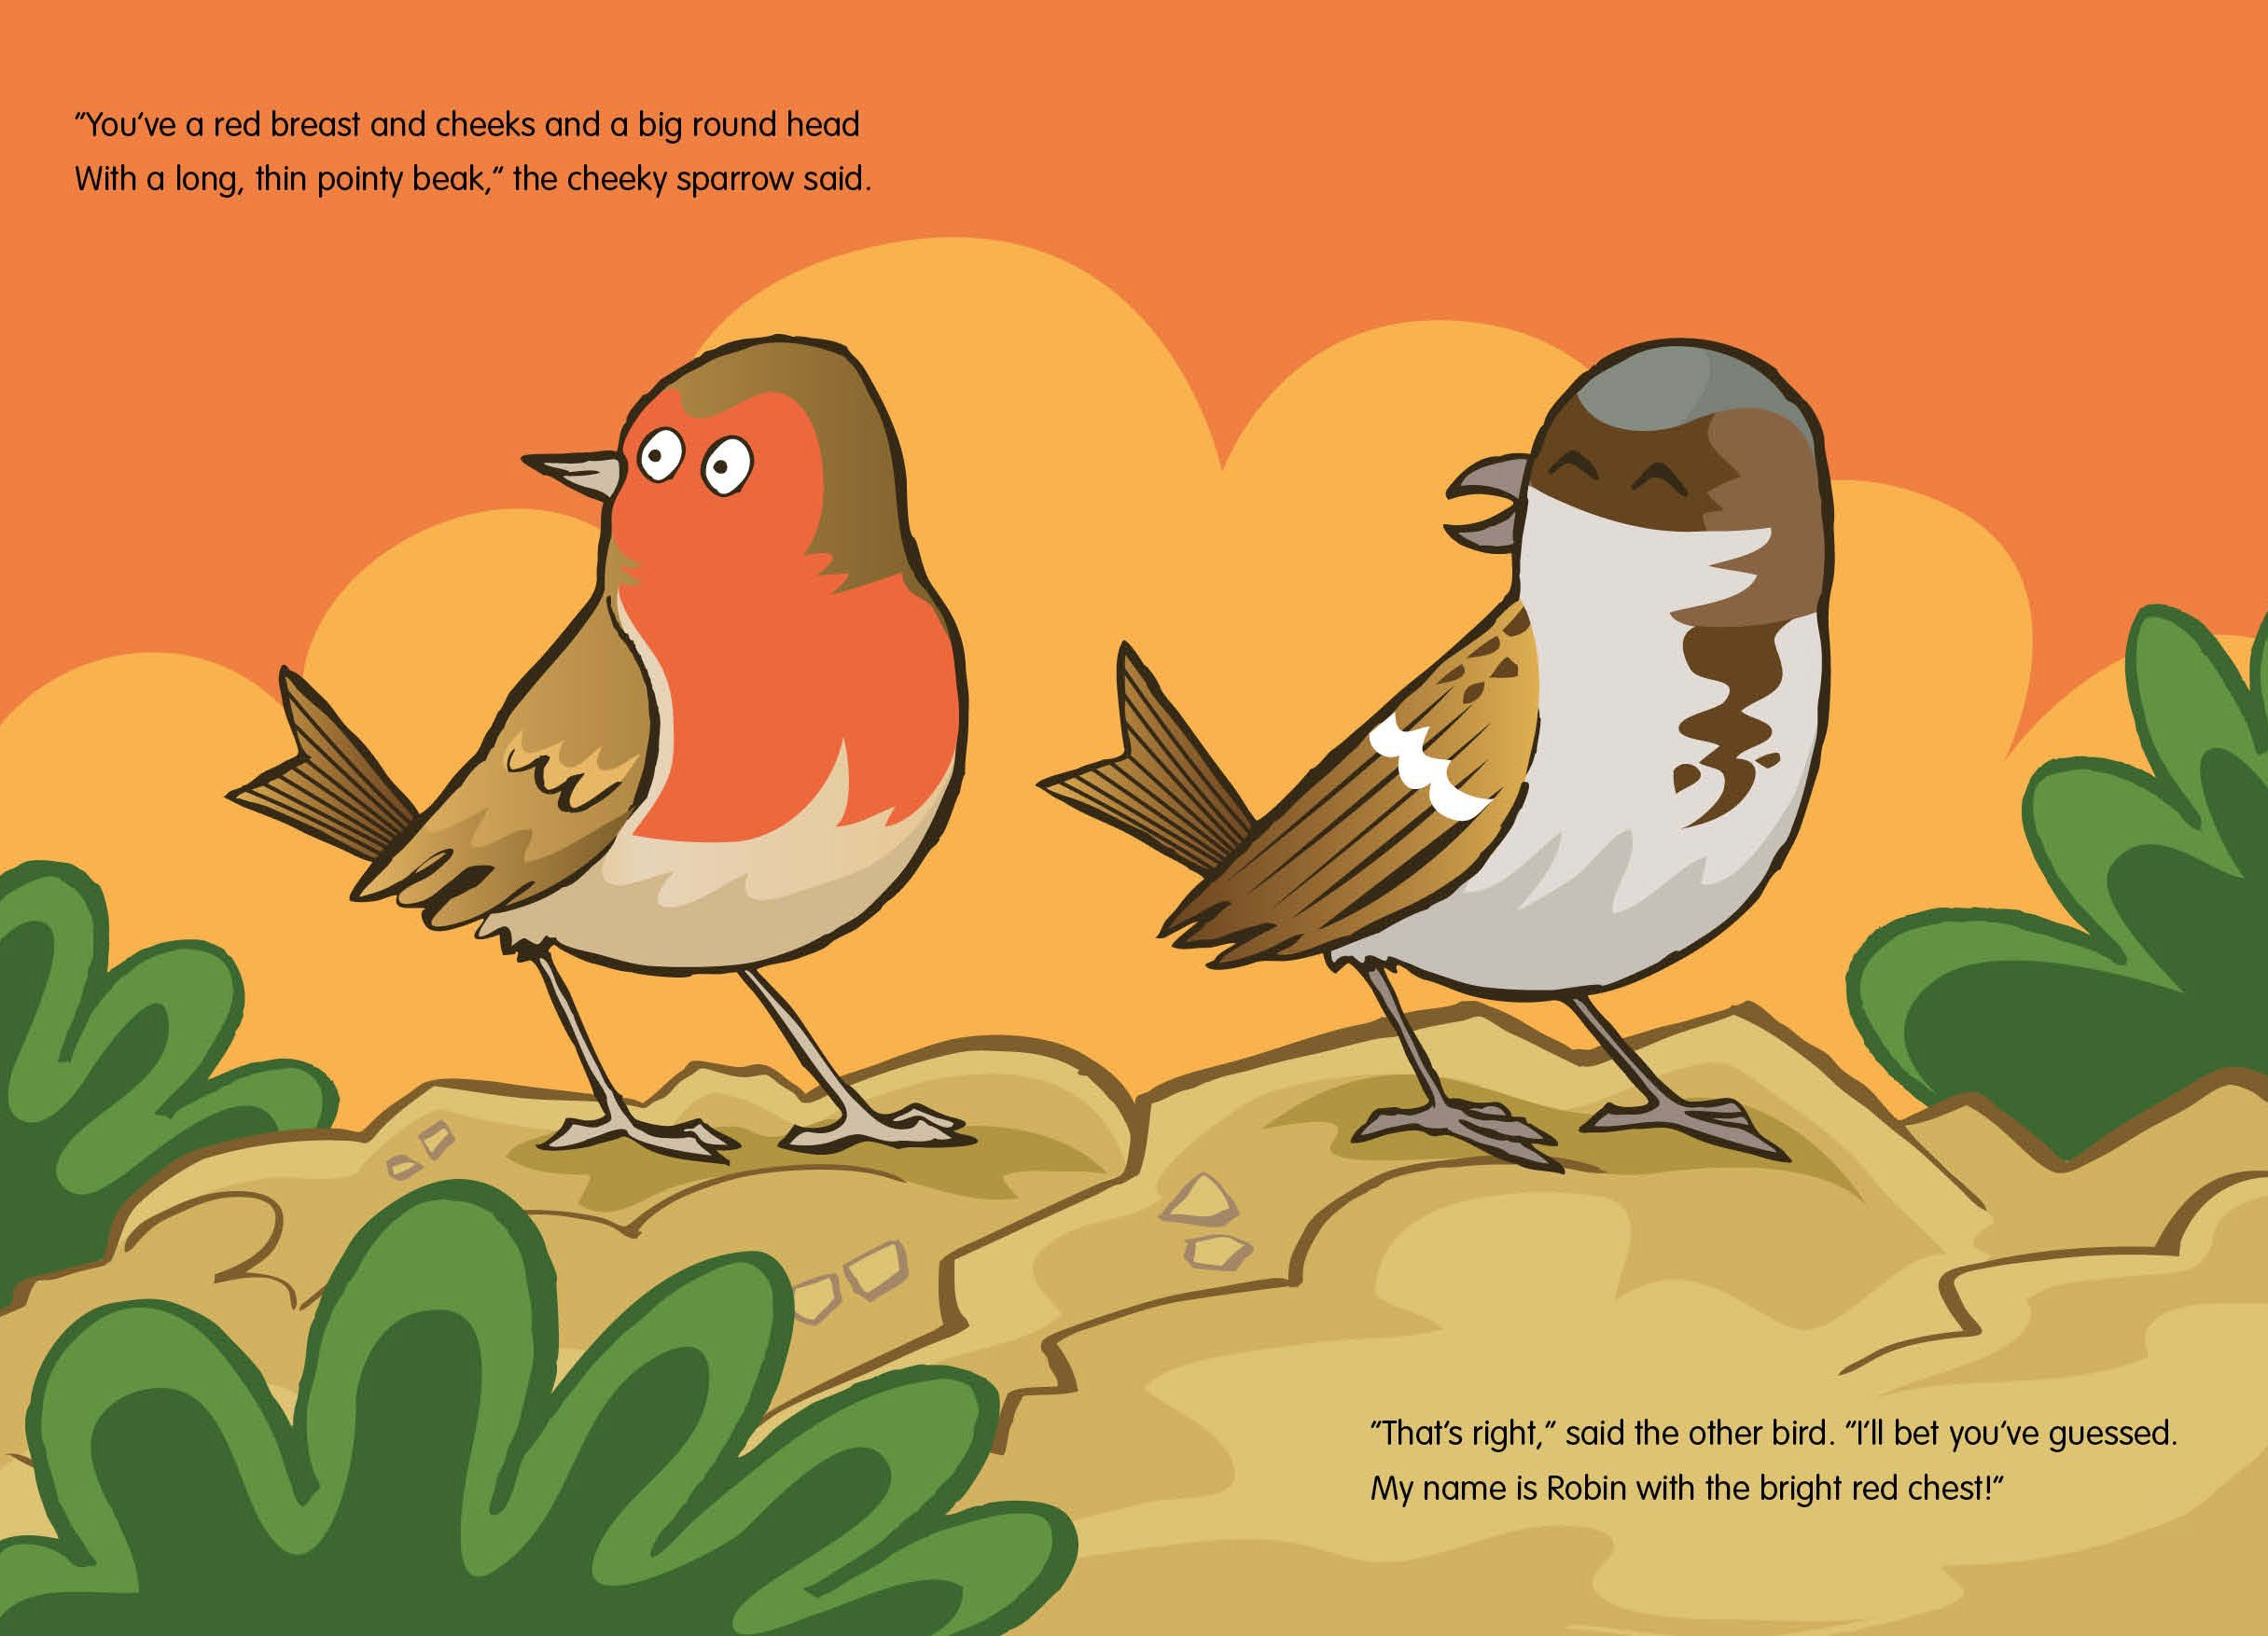 "You've a red breast and cheeks and a big round head
With a long, thin pointy beak," the cheeky sparrow said.
"That's right," said the other bird. "I'll bet you've guessed.
My name is Robin with the bright red chest!"